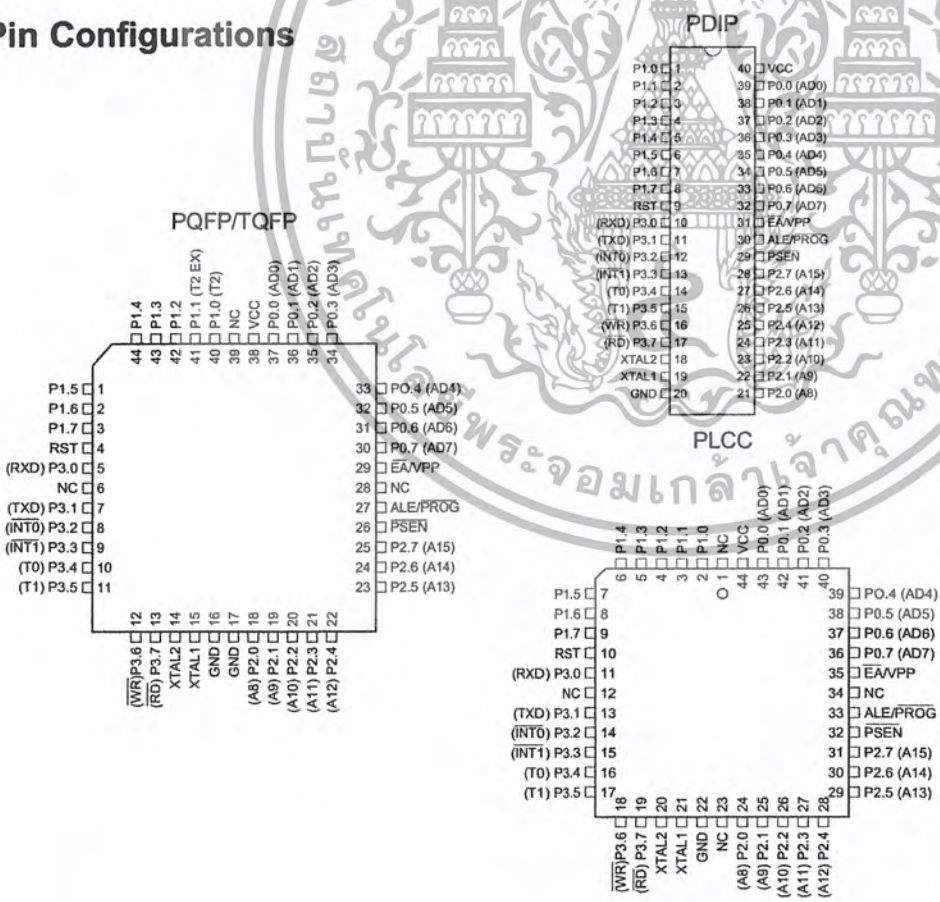 Pin Configurations
PDIP
P1.0 1 40 VCC
P1.1 2 39 P0.0 (AD0)
P1.2 3 38 P0.1 (AD1)
P1.3 4 37 P0.2 (AD2)
P1.4 5 36 P0.3 (AD3)
P1.5 6 35 P0.4 (AD4)
P1.6 7 34 P0.5 (AD5)
P1.7 8 33 P0.6 (AD6)
RST 9 32 P0.7 (AD7)
(RXD) P3.0 10 31 EA/VPP
(TXD) P3.1 11 30 ALE/PROG
(INT0) P3.2 12 29 PSEN
(INT1) P3.3 13 28 P2.7 (A15)
(T0) P3.4 14 27 P2.6 (A14)
(T1) P3.5 15 26 P2.5 (A13)
(WR) P3.6 16 25 P2.4 (A12)
(RD) P3.7 17 24 P2.3 (A11)
XTAL2 18 23 P2.2 (A10)
XTAL1 19 22 P2.1 (A9)
GND 20 21 P2.0 (A8)
PQFP/TQFP
P1.4 P1.3 P1.2 P1.1 (T2 EX) P1.0 (T2) NC VCC P0.0 (AD0) P0.1 (AD1) P0.2 (AD2) P0.3 (AD3)
44 43 42 41 40 39 38 37 36 35 34
P1.5 1 33 PO.4 (AD4)
P1.6 2 32 P0.5 (AD5)
P1.7 3 31 P0.6 (AD6)
RST 4 30 P0.7 (AD7)
(RXD) P3.0 5 29 EA/VPP
NC 6 28 NC
(TXD) P3.1 7 27 ALE/PROG
(INT0) P3.2 8 26 PSEN
(INT1) P3.3 9 25 P2.7 (A15)
(T0) P3.4 10 24 P2.6 (A14)
(T1) P3.5 11 23 P2.5 (A13)
12 13 14 15 16 17 18 19 20 21 22
(WR)P3.6 (RD) P3.7 XTAL2 XTAL1 GND GND (A8) P2.0 (A9) P2.1 (A10) P2.2 (A11) P2.3 (A12) P2.4
PLCC
P1.4 P1.3 P1.2 P1.1 P1.0 NC VCC P0.0 (AD0) P0.1 (AD1) P0.2 (AD2) P0.3 (AD3)
6 5 4 3 2 1 44 43 42 41 40
P1.5 7 39 PO.4 (AD4)
P1.6 8 38 P0.5 (AD5)
P1.7 9 37 P0.6 (AD6)
RST 10 36 P0.7 (AD7)
(RXD) P3.0 11 35 EA/VPP
NC 12 34 NC
(TXD) P3.1 13 33 ALE/PROG
(INT0) P3.2 14 32 PSEN
(INT1) P3.3 15 31 P2.7 (A15)
(T0) P3.4 16 30 P2.6 (A14)
(T1) P3.5 17 29 P2.5 (A13)
18 19 20 21 22 23 24 25 26 27 28
(WR)P3.6 (RD) P3.7 XTAL2 XTAL1 GND NC (A8) P2.0 (A9) P2.1 (A10) P2.2 (A11) P2.3 (A12) P2.4